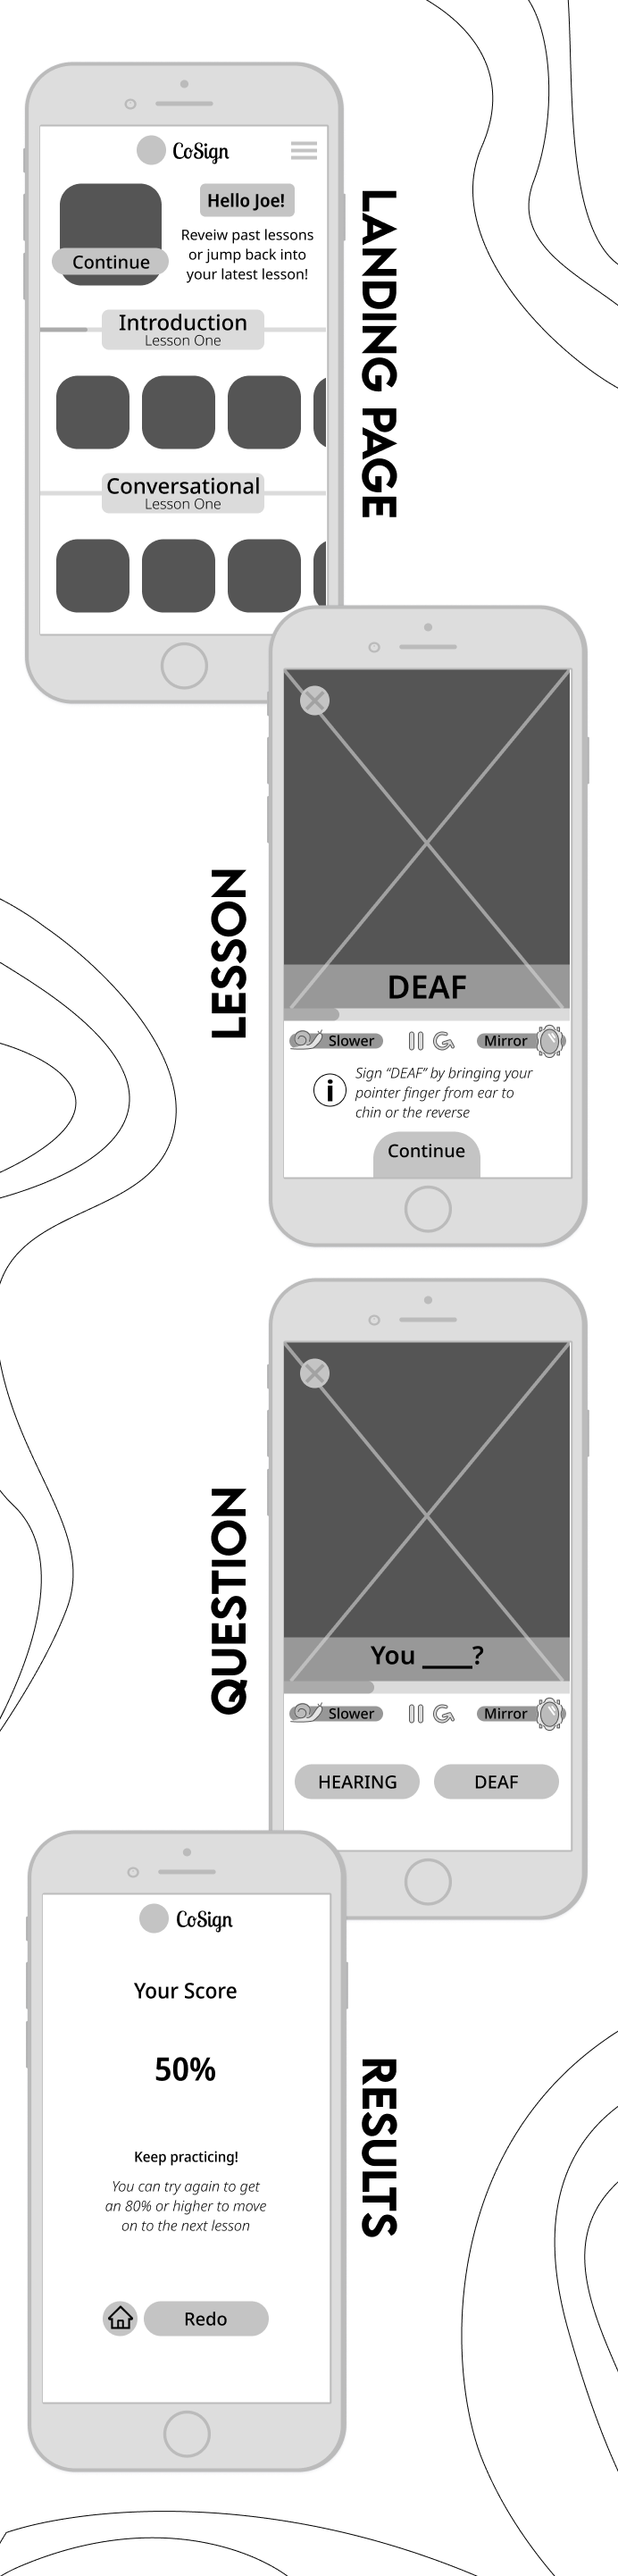 CoSign
Hello Joe!
Reveiw past lessons
or jump back into
your latest lesson!
Continue
Introduction
Lesson One
Conversational
Lesson One
LANDING PAGE
DEAF
Slower
Mirror
i
Sign “DEAF” by bringing your
pointer finger from ear to
chin or the reverse
Continue
LESSON
You ____?
Slower
Mirror
HEARING
DEAF
QUESTION
CoSign
Your Score
50%
Keep practicing!
You can try again to get
an 80% or higher to move
on to the next lesson
Redo
RESULTS